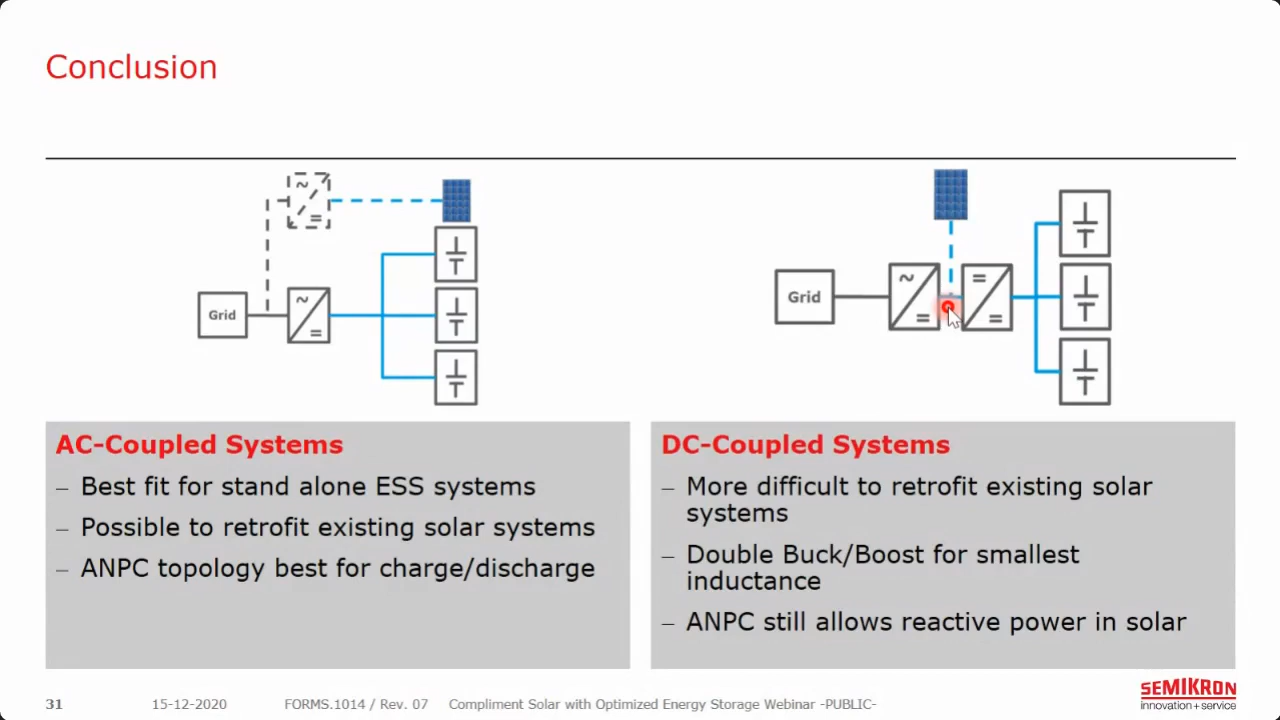 Conclusion
~
=
Grid
~
=
Grid
~
=
=
=
AC-Coupled Systems
– Best fit for stand alone ESS systems
– Possible to retrofit existing solar systems
– ANPC topology best for charge/discharge
DC-Coupled Systems
– More difficult to retrofit existing solar
systems
– Double Buck/Boost for smallest
inductance
– ANPC still allows reactive power in solar
31 15-12-2020 FORMS.1014 / Rev. 07 Compliment Solar with Optimized Energy Storage Webinar -PUBLIC-
SEMIKRON
innovation+service